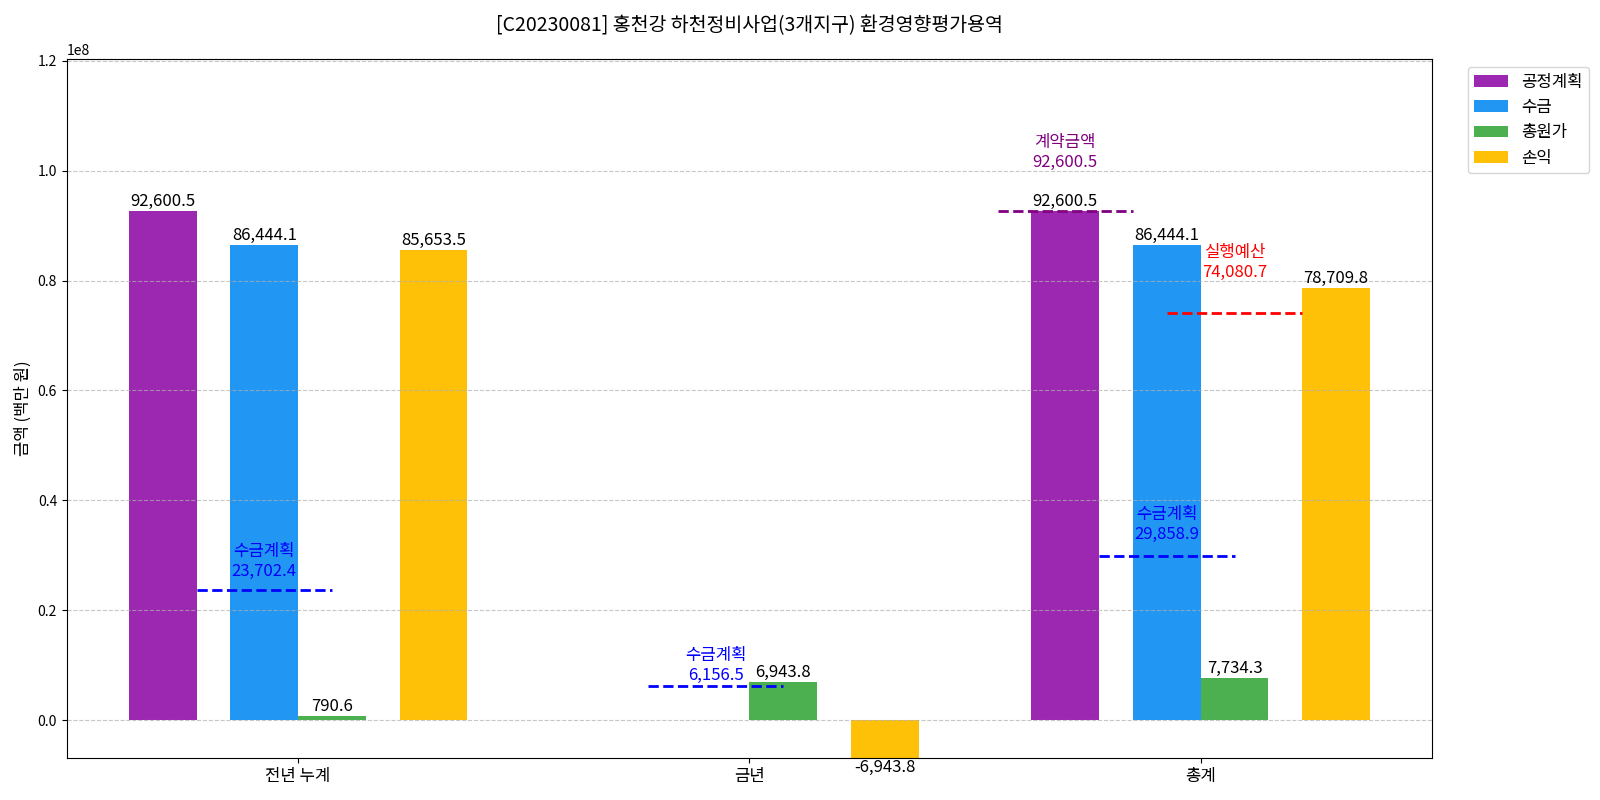 [C20230081] 홍천강 하천정비사업(3개지구) 환경영향평가용역
1e8
1.2
1.0
0.8
0.6
0.4
0.2
0.0
금액 (백만 원)
92,600.5
86,444.1
790.6
85,653.5
수금계획
23,702.4
수금계획
6,156.5
6,943.8
-6,943.8
계약금액
92,600.5
92,600.5
86,444.1
실행예산
74,080.7
78,709.8
수금계획
29,858.9
7,734.3
전년 누계
금년
총계
공정계획
수금
총원가
손익